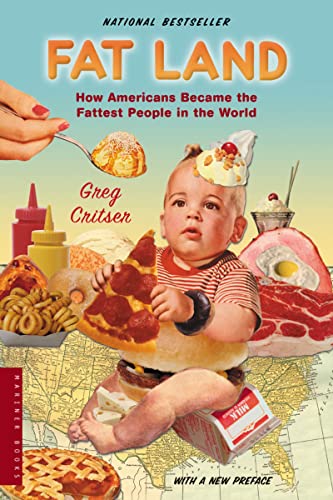 NATIONAL BESTSELLER
FAT LAND
How Americans Became the
Fattest People in the World
Greg
Critser
MILK
MARINER BOOKS
WITH A NEW PREFACE